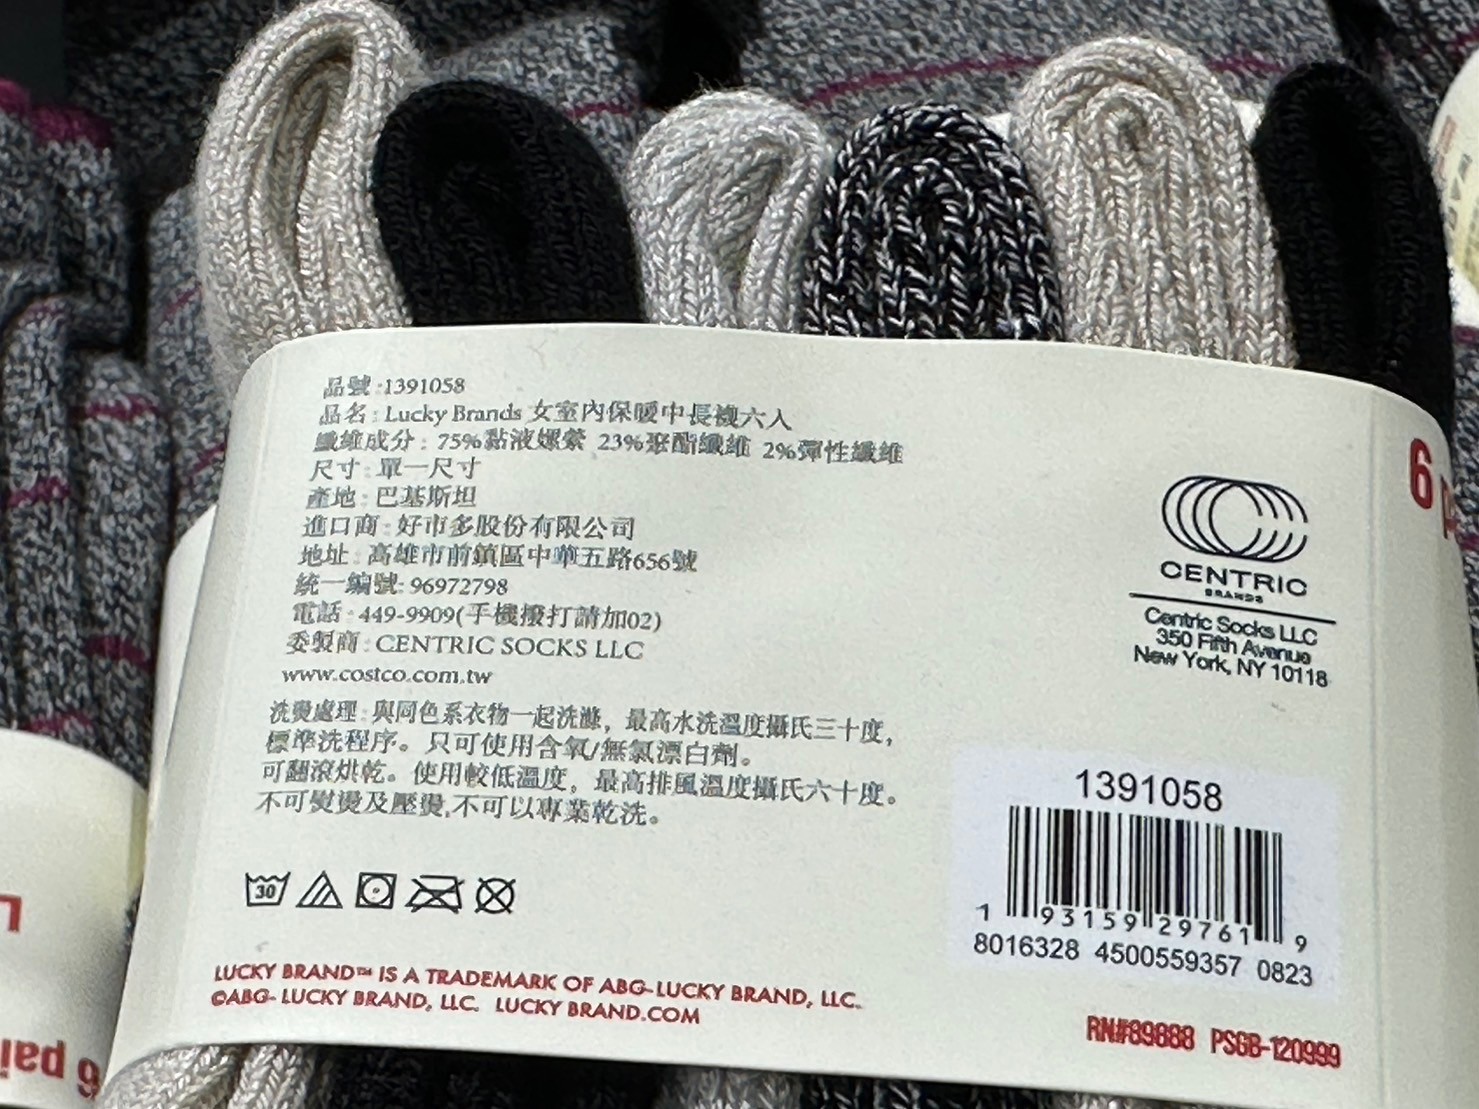 品號:1391058
品名:Lucky Brands 女室內保暖中長襪六入
纖維成分:75%黏液嫘縈 23%聚酯纖維 2%彈性纖維
尺寸:單一尺寸
產地:巴基斯坦
進口商:好市多股份有限公司
地址:高雄市前鎮區中華五路656號
統一編號:96972798
電話:449-9909(手機撥打請加02)
委製商:CENTRIC SOCKS LLC
www.costco.com.tw
洗燙處理:與同色系衣物一起洗滌，最高水洗溫度攝氏三十度，
標準洗程序。只可使用含氧/無氯漂白劑。
可翻滾烘乾。使用較低溫度，最高排風溫度攝氏六十度。
不可熨燙及壓燙,不可以專業乾洗。
30
LUCKY BRAND™ IS A TRADEMARK OF ABG-LUCKY BRAND, LLC.
©ABG- LUCKY BRAND, LLC. LUCKY BRAND.COM
CENTRIC
BRANDS
Centric Socks LLC
350 Fifth Avenue
New York, NY 10118
1391058
1 93159 29761 9
8016328 4500559357 0823
RN#89888 PSGB-120999
6 p
6 pai